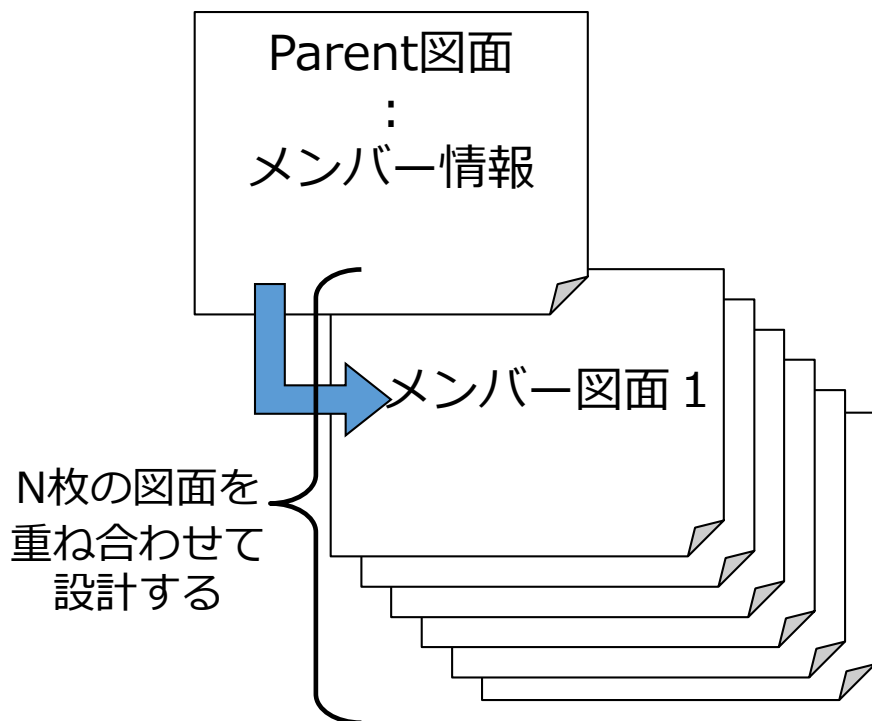 Parent図面
：
メンバー情報
メンバー図面１
N枚の図面を
重ね合わせて
設計する